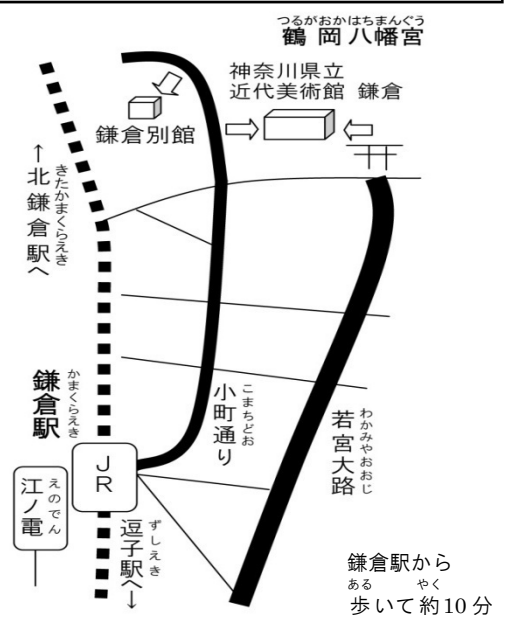 つるがおかはちまんぐう
鶴岡八幡宮
神奈川県立
近代美術館 鎌倉
鎌倉別館
←北鎌倉駅へ
きたかまくらえき
鎌倉駅
かまくらえき
JR
江ノ電
えのでん
逗子駅へ→
ずしえき
小町通り
こまちどお
若宮大路
わかみやおおじ
鎌倉駅から
ある やく
歩いて約10分